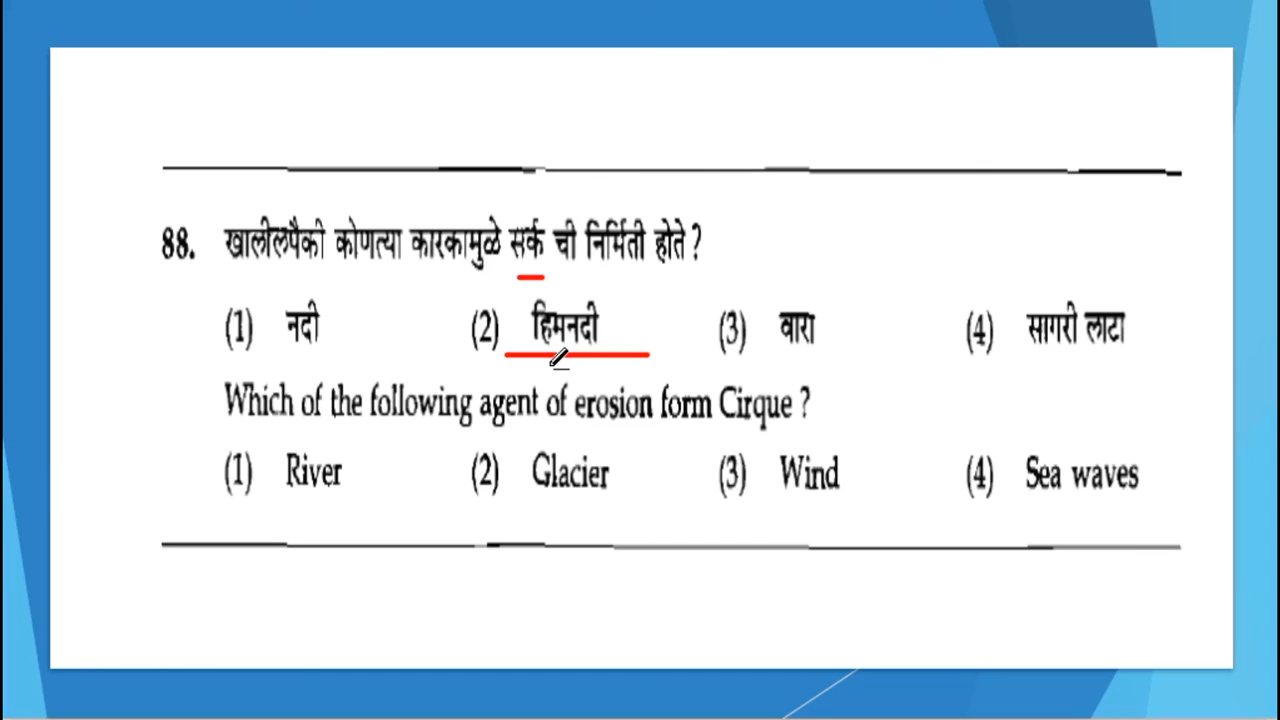 88. खालीलपैकी कोणत्या कारकामुळे सर्क ची निर्मिती होते ?
(1) नदी (2) हिमनदी (3) वारा (4) सागरी लाटा
Which of the following agent of erosion form Cirque ?
(1) River (2) Glacier (3) Wind (4) Sea waves